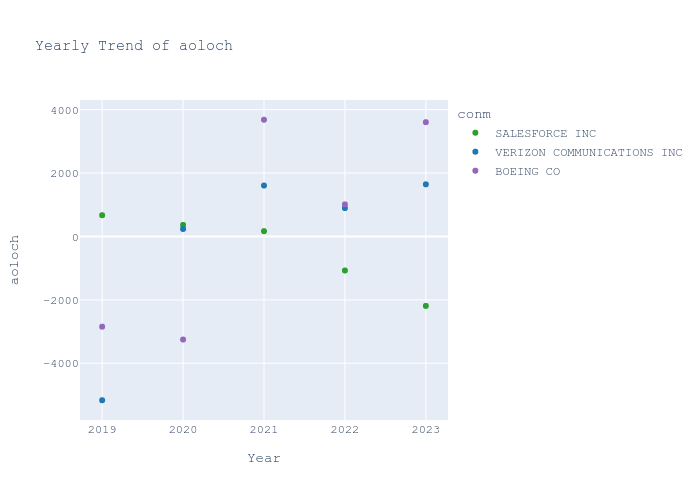 Yearly Trend of aoloch
conm
SALESFORCE INC
VERIZON COMMUNICATIONS INC
BOEING CO
4000
2000
0
−2000
−4000
aoloch
2019
2020
2021
2022
2023
Year